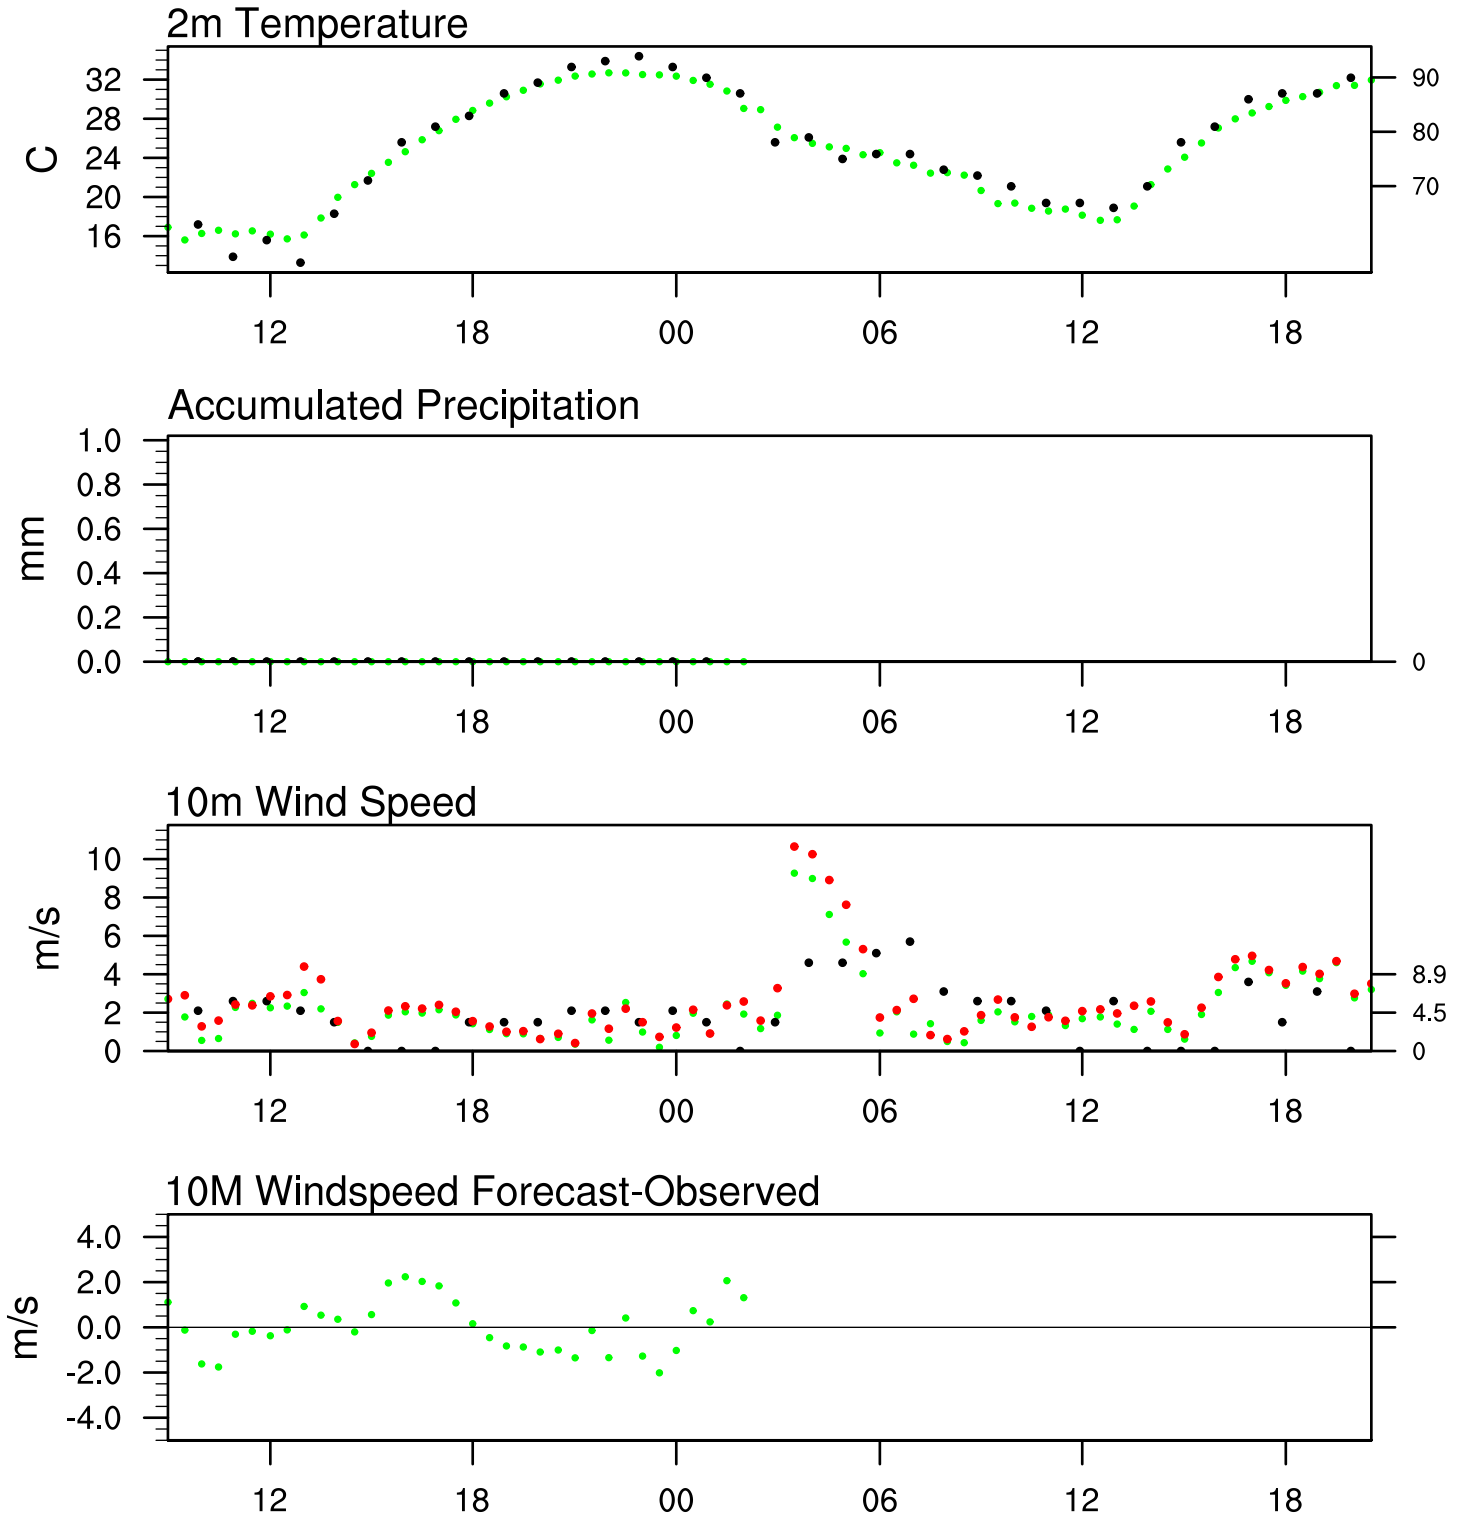 2m Temperature
32
28
24
20
16
C
90
80
70
12 18 00 06 12 18
Accumulated Precipitation
1.0
0.8
0.6
0.4
0.2
0.0
mm
0
12 18 00 06 12 18
10m Wind Speed
10
8
6
4
2
0
m/s
8.9
4.5
0
12 18 00 06 12 18
10M Windspeed Forecast-Observed
4.0
2.0
0.0
-2.0
-4.0
m/s
12 18 00 06 12 18